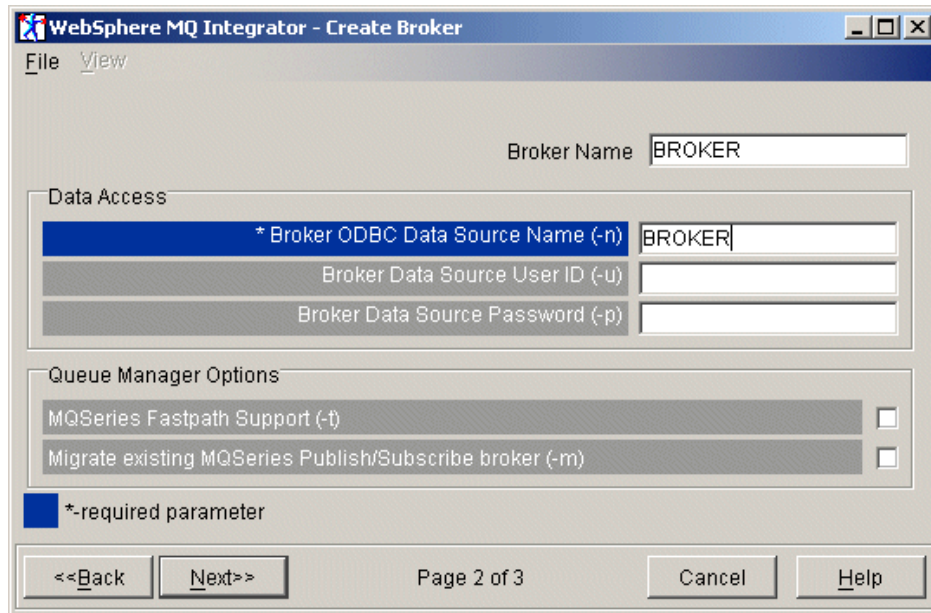 WebSphere MQ Integrator - Create Broker
File View
Broker Name BROKER
Data Access
* Broker ODBC Data Source Name (-n) BROKER
Broker Data Source User ID (-u)
Broker Data Source Password (-p)
Queue Manager Options
MQSeries Fastpath Support (-t)
Migrate existing MQSeries Publish/Subscribe broker (-m)
*-required parameter
<<Back Next>> Page 2 of 3 Cancel Help